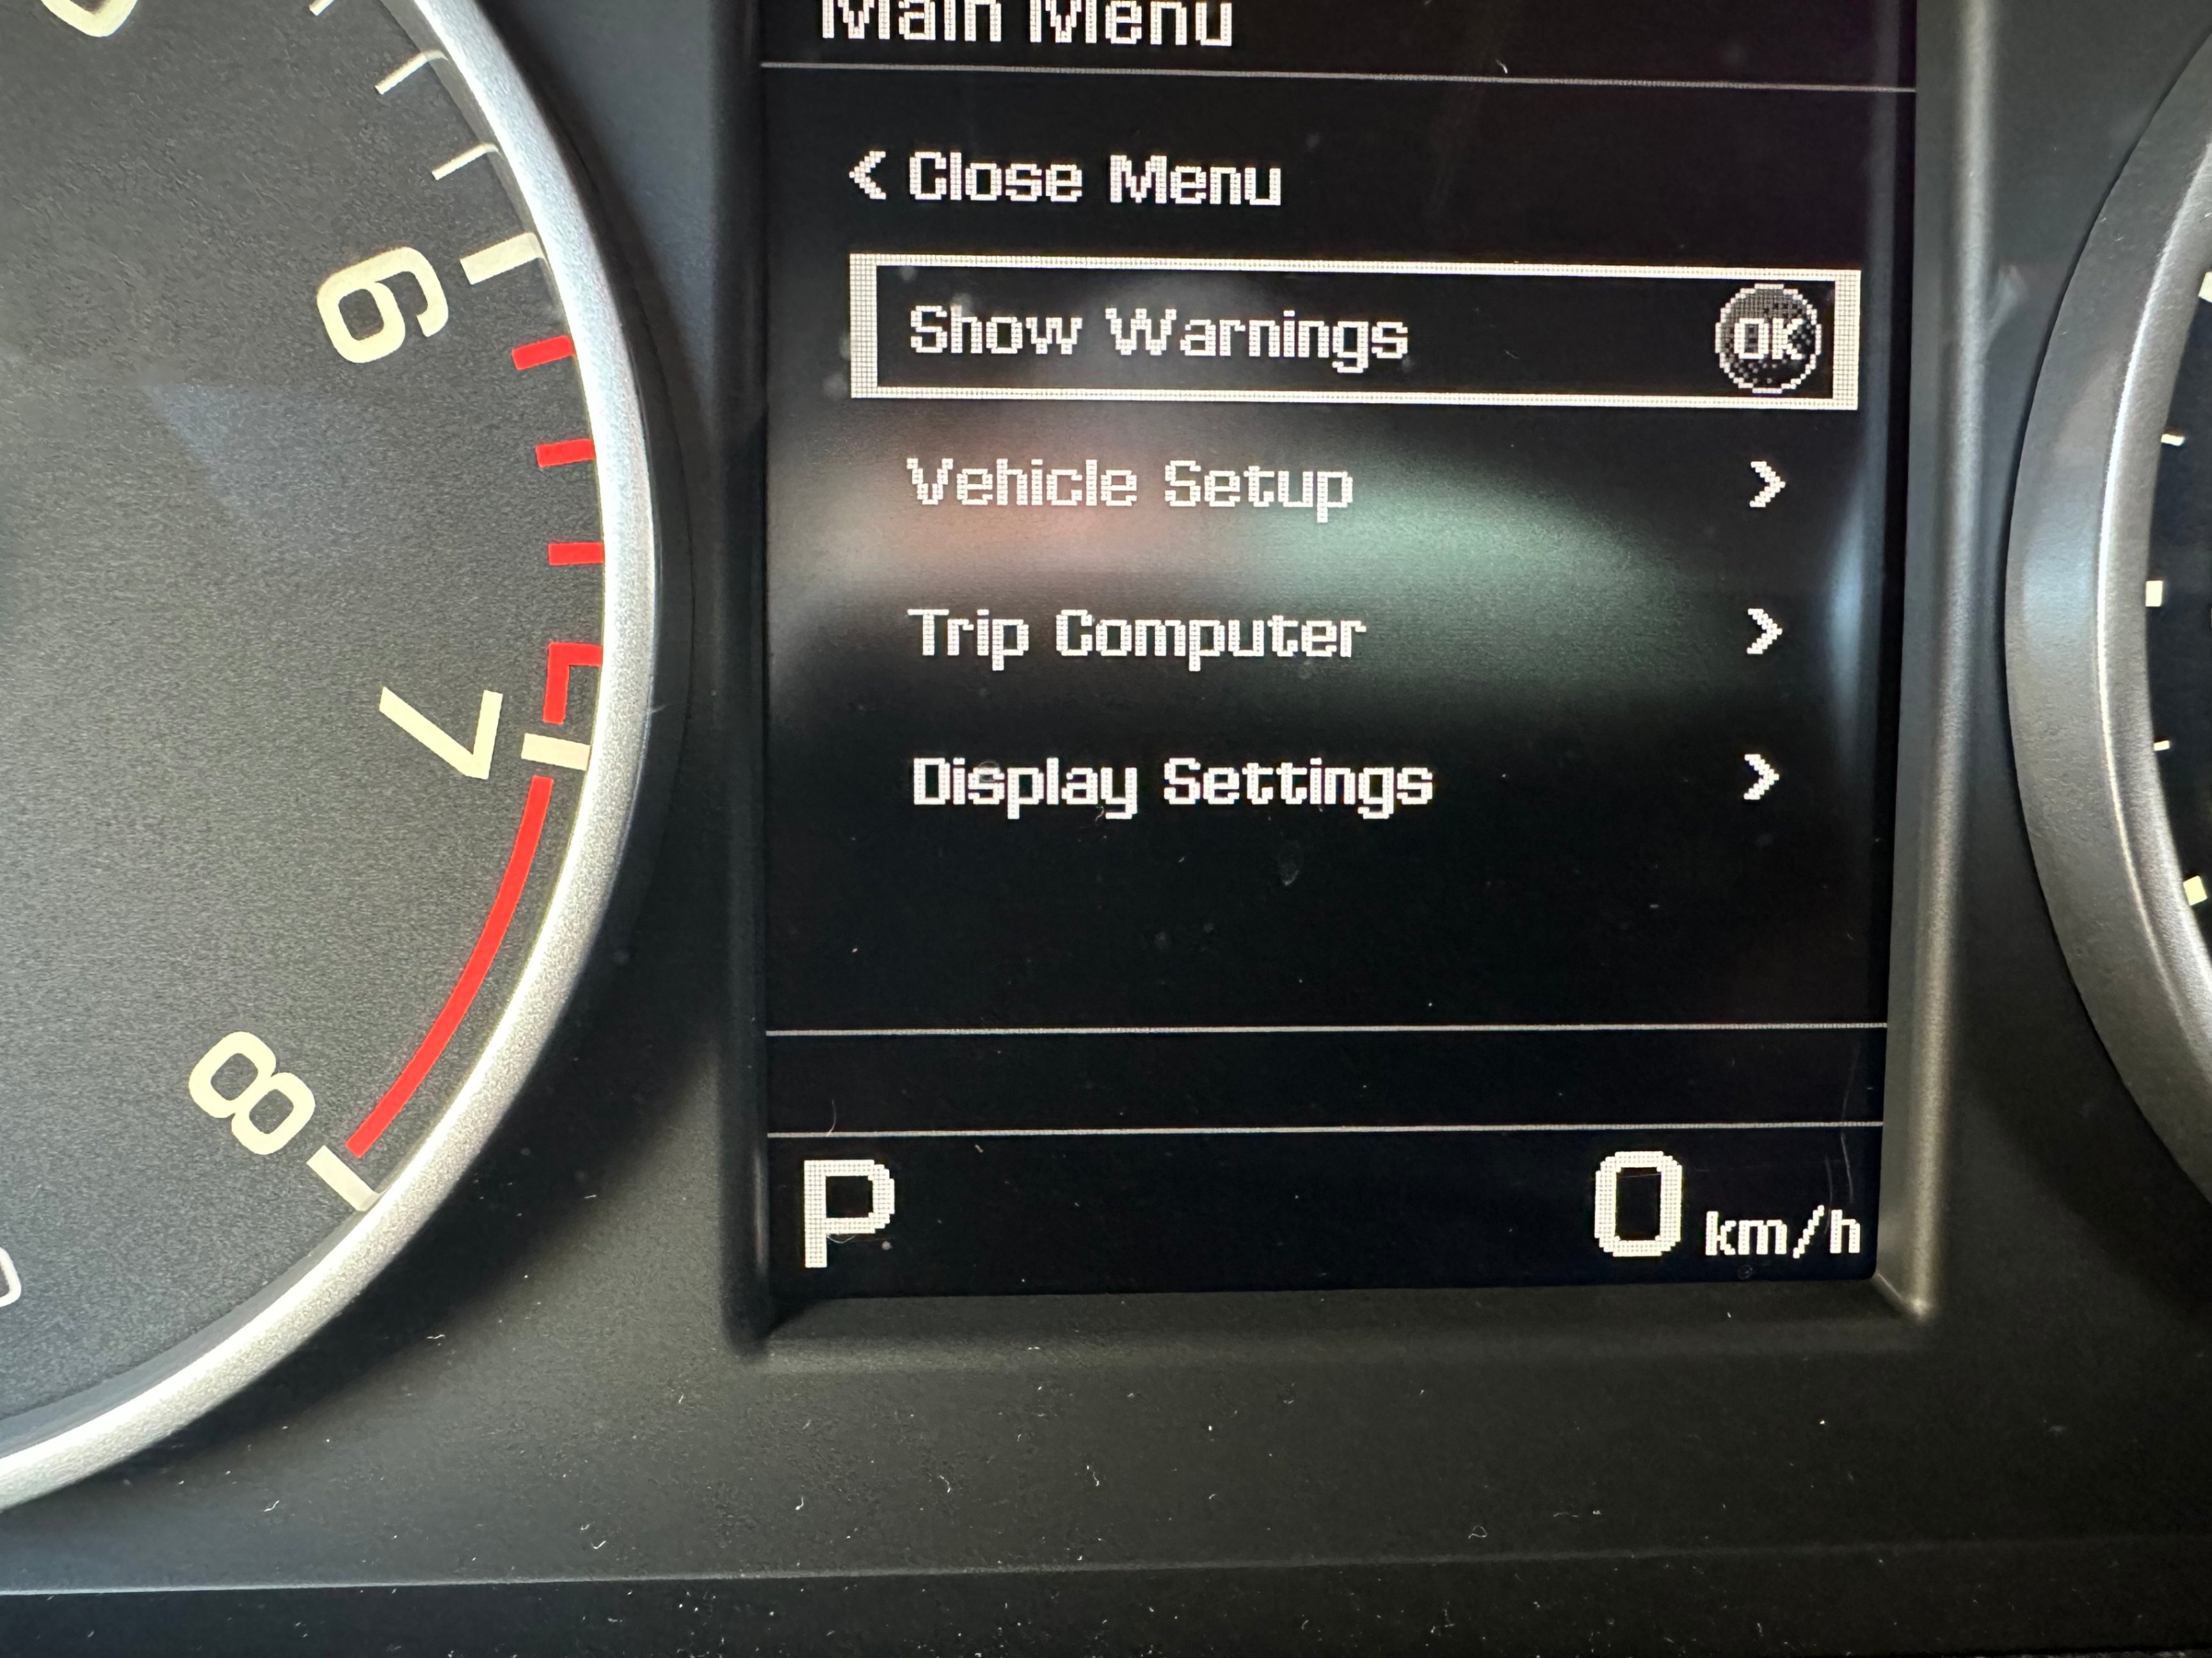 Main Menu
< Close Menu
Show Warnings OK
Vehicle Setup >
Trip Computer >
Display Settings >
P 0 km/h
6
7
8